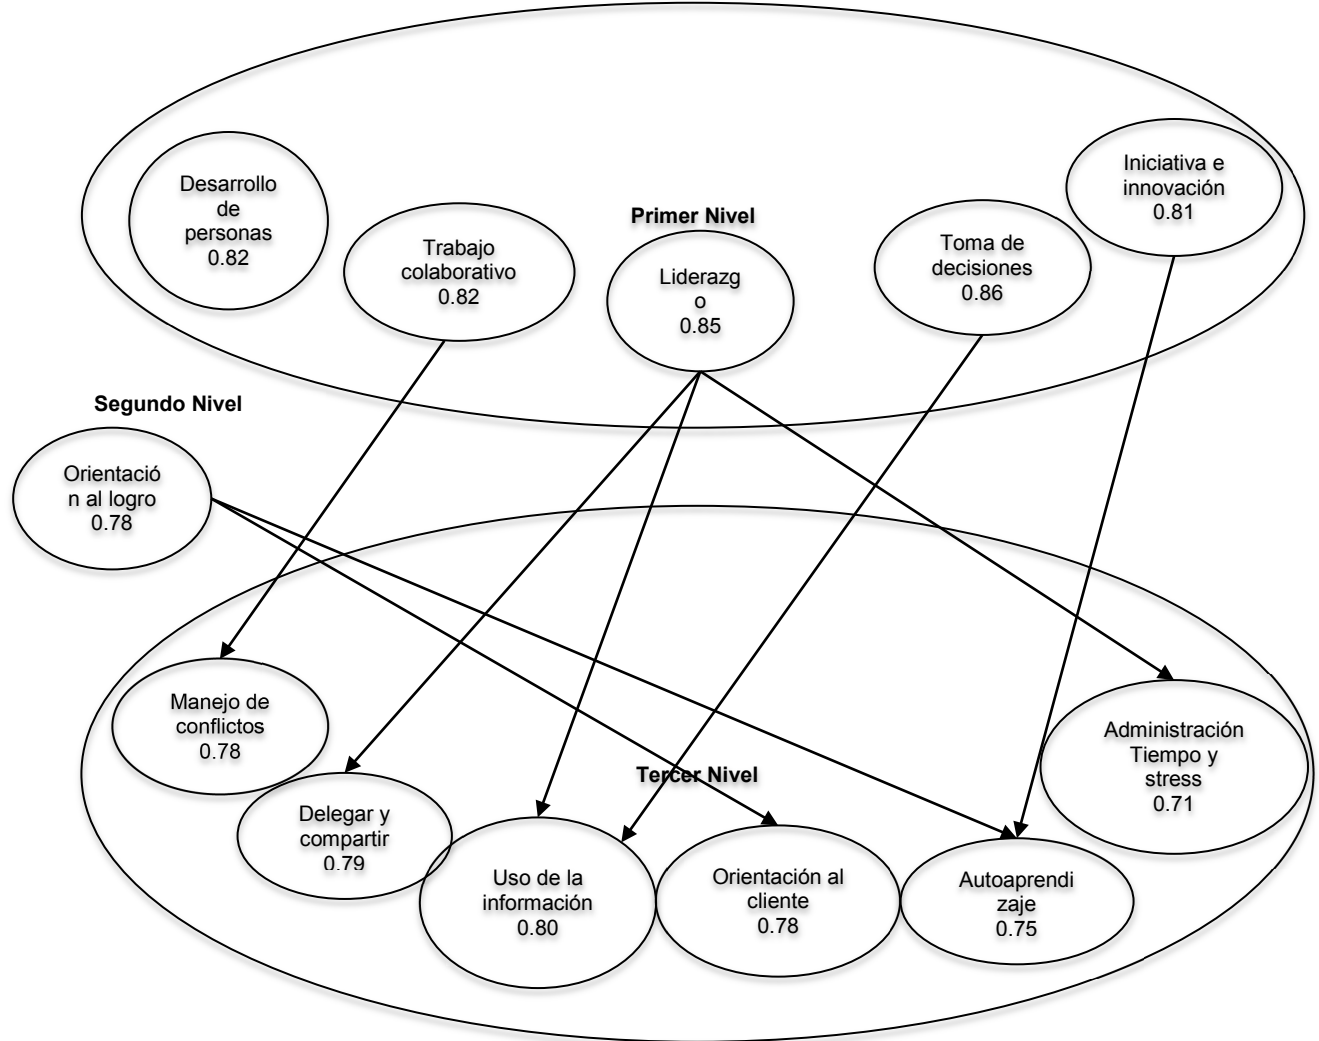 Primer Nivel
Desarrollo
de
personas
0.82
Trabajo
colaborativo
0.82
Liderazg
o
0.85
Toma de
decisiones
0.86
Iniciativa e
innovación
0.81
Segundo Nivel
Orientació
n al logro
0.78
Tercer Nivel
Manejo de
conflictos
0.78
Delegar y
compartir
0.79
Uso de la
información
0.80
Orientación al
cliente
0.78
Autoaprendi
zaje
0.75
Administración
Tiempo y
stress
0.71